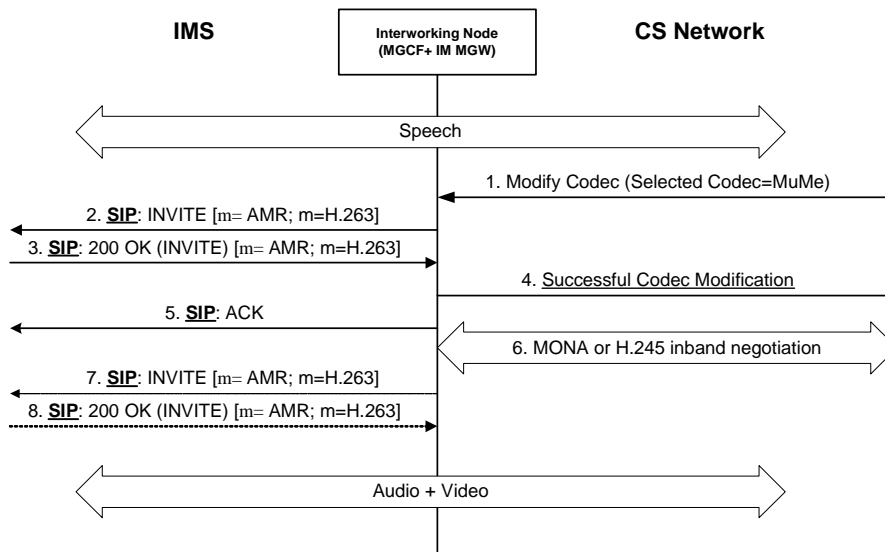 IMS
Interworking Node
(MGCF+ IM MGW)
CS Network
Speech
1. Modify Codec (Selected Codec=MuMe)
2. SIP: INVITE [m= AMR; m=H.263]
3. SIP: 200 OK (INVITE) [m= AMR; m=H.263]
4. Successful Codec Modification
5. SIP: ACK
6. MONA or H.245 inband negotiation
7. SIP: INVITE [m= AMR; m=H.263]
8. SIP: 200 OK (INVITE) [m= AMR; m=H.263]
Audio + Video